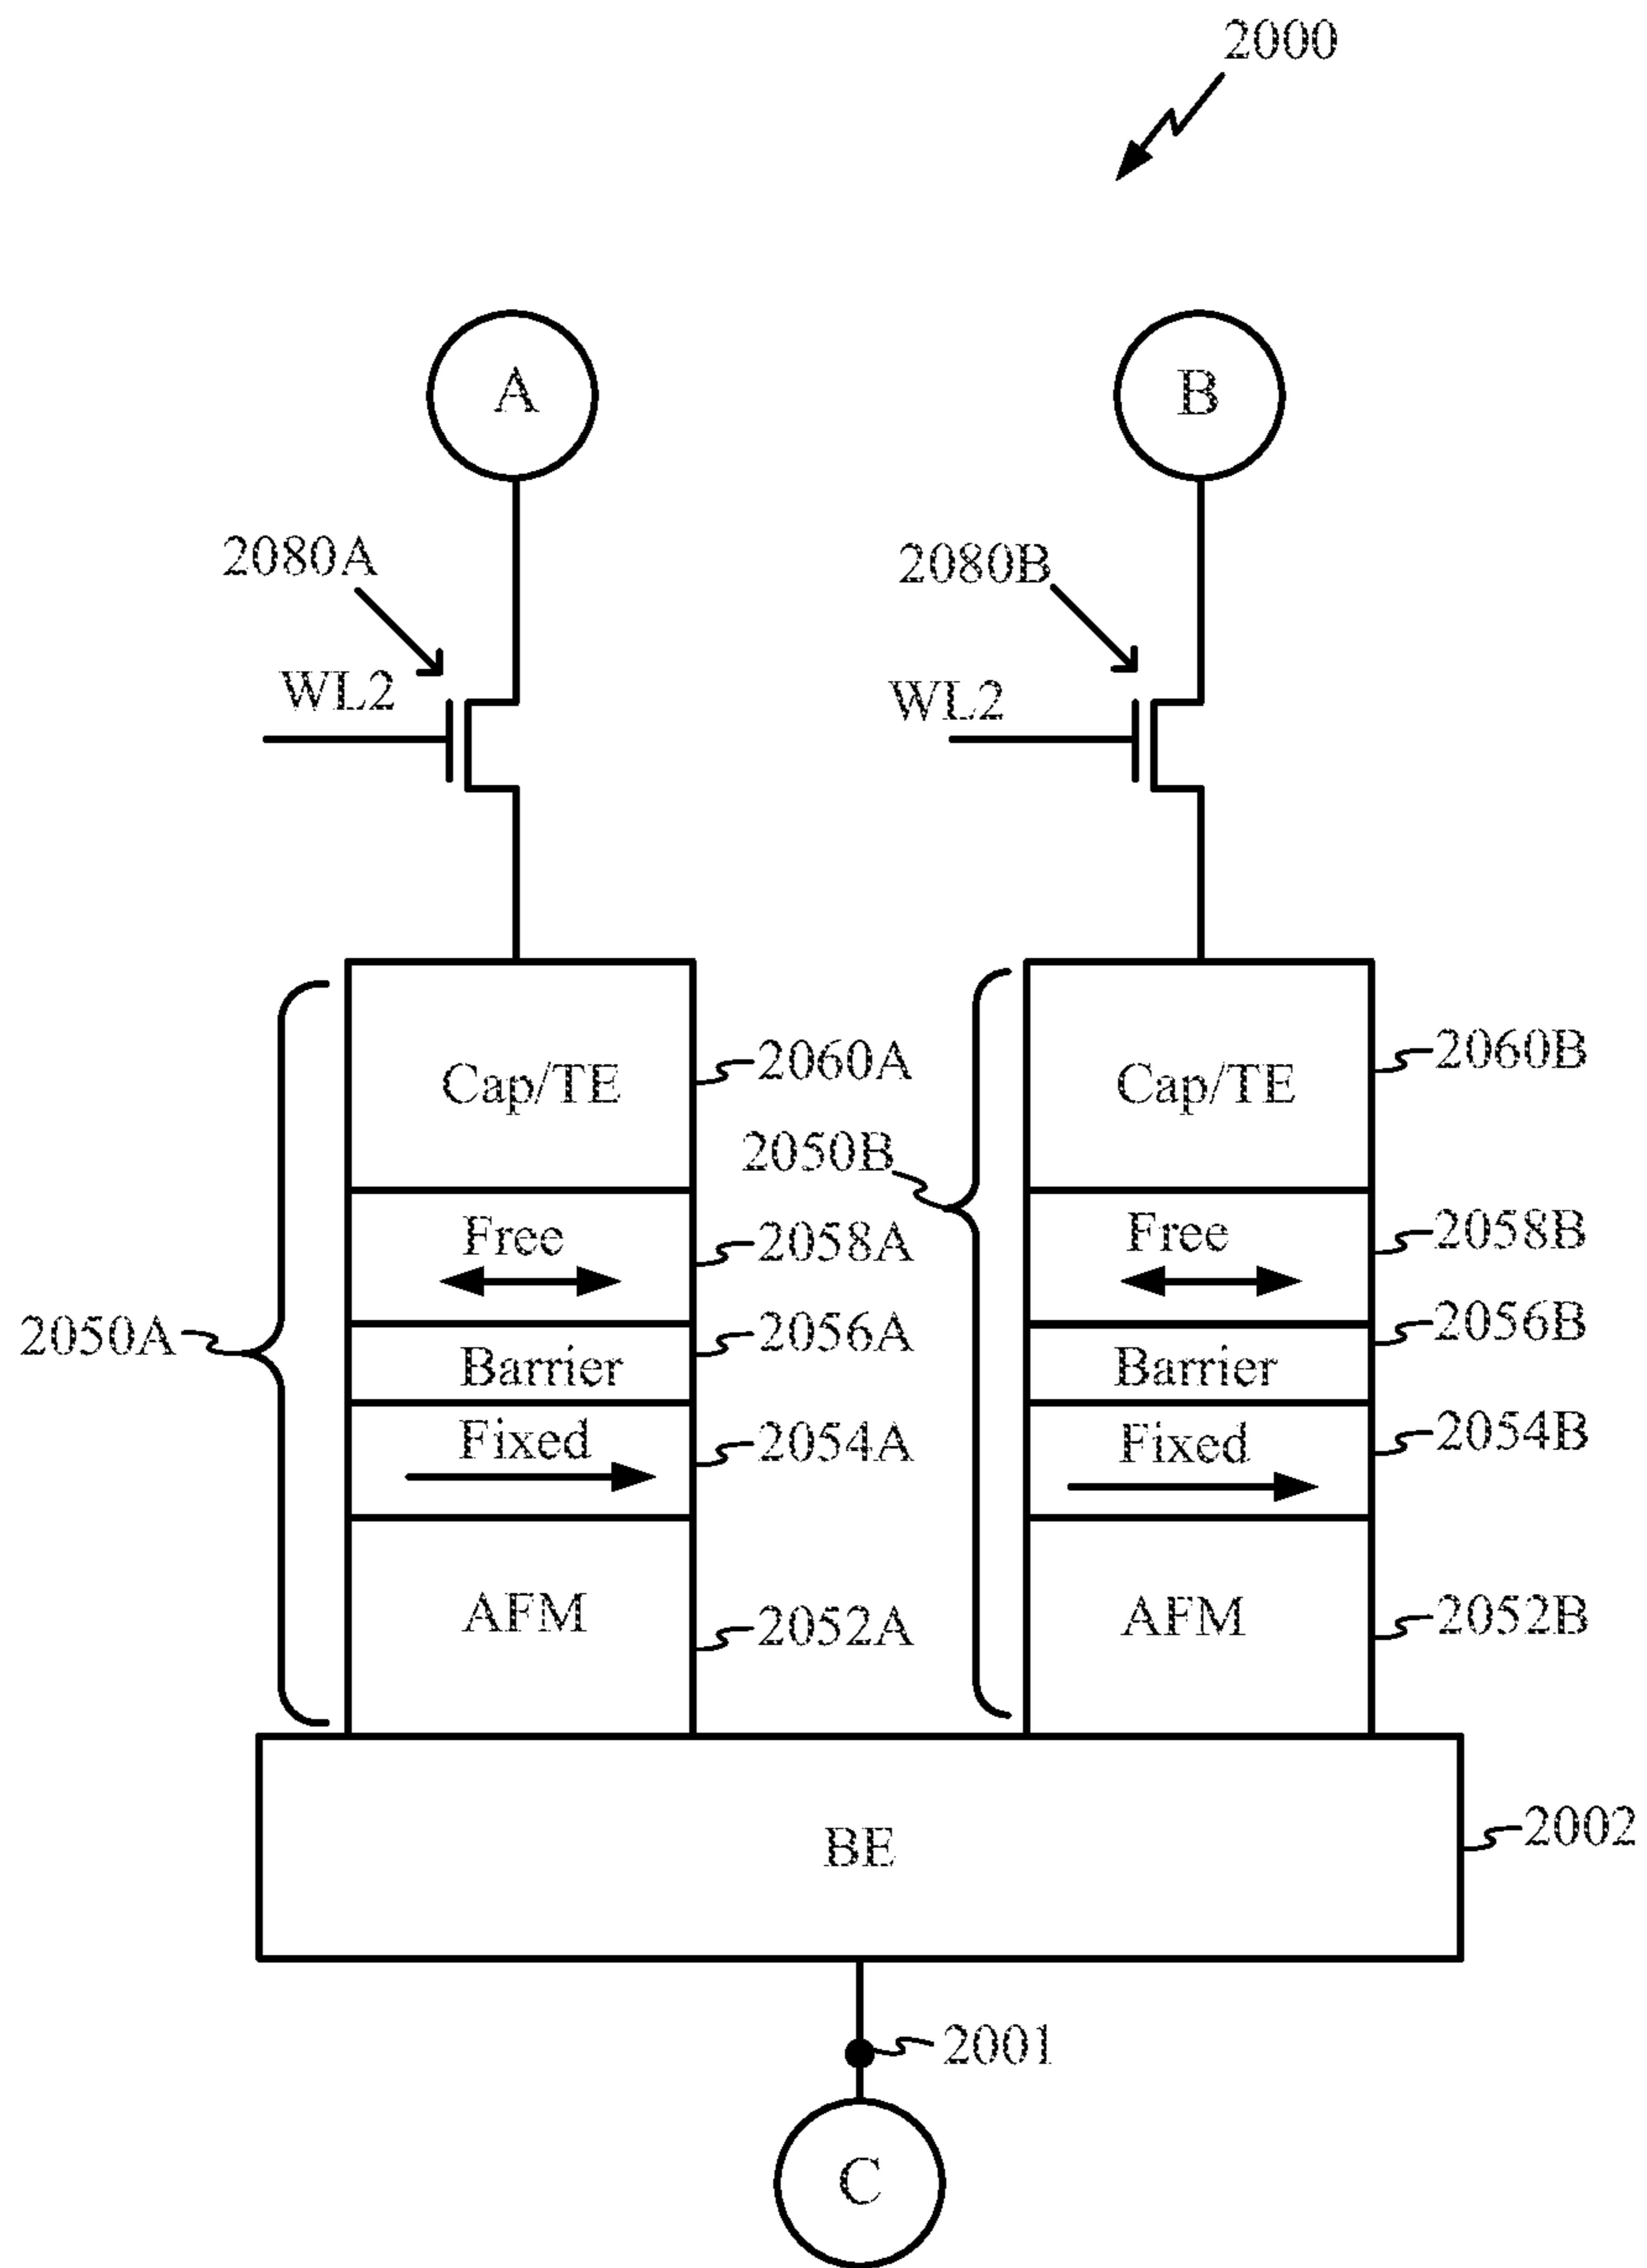 2000
A
B
2080A
2080B
WL2
WL2
Cap/TE
2060A
Cap/TE
2060B
2050B
Free
2058A
Free
2058B
2050A
Barrier
2056A
Barrier
2056B
Fixed
2054A
Fixed
2054B
AFM
2052A
AFM
2052B
BE
2002
2001
C